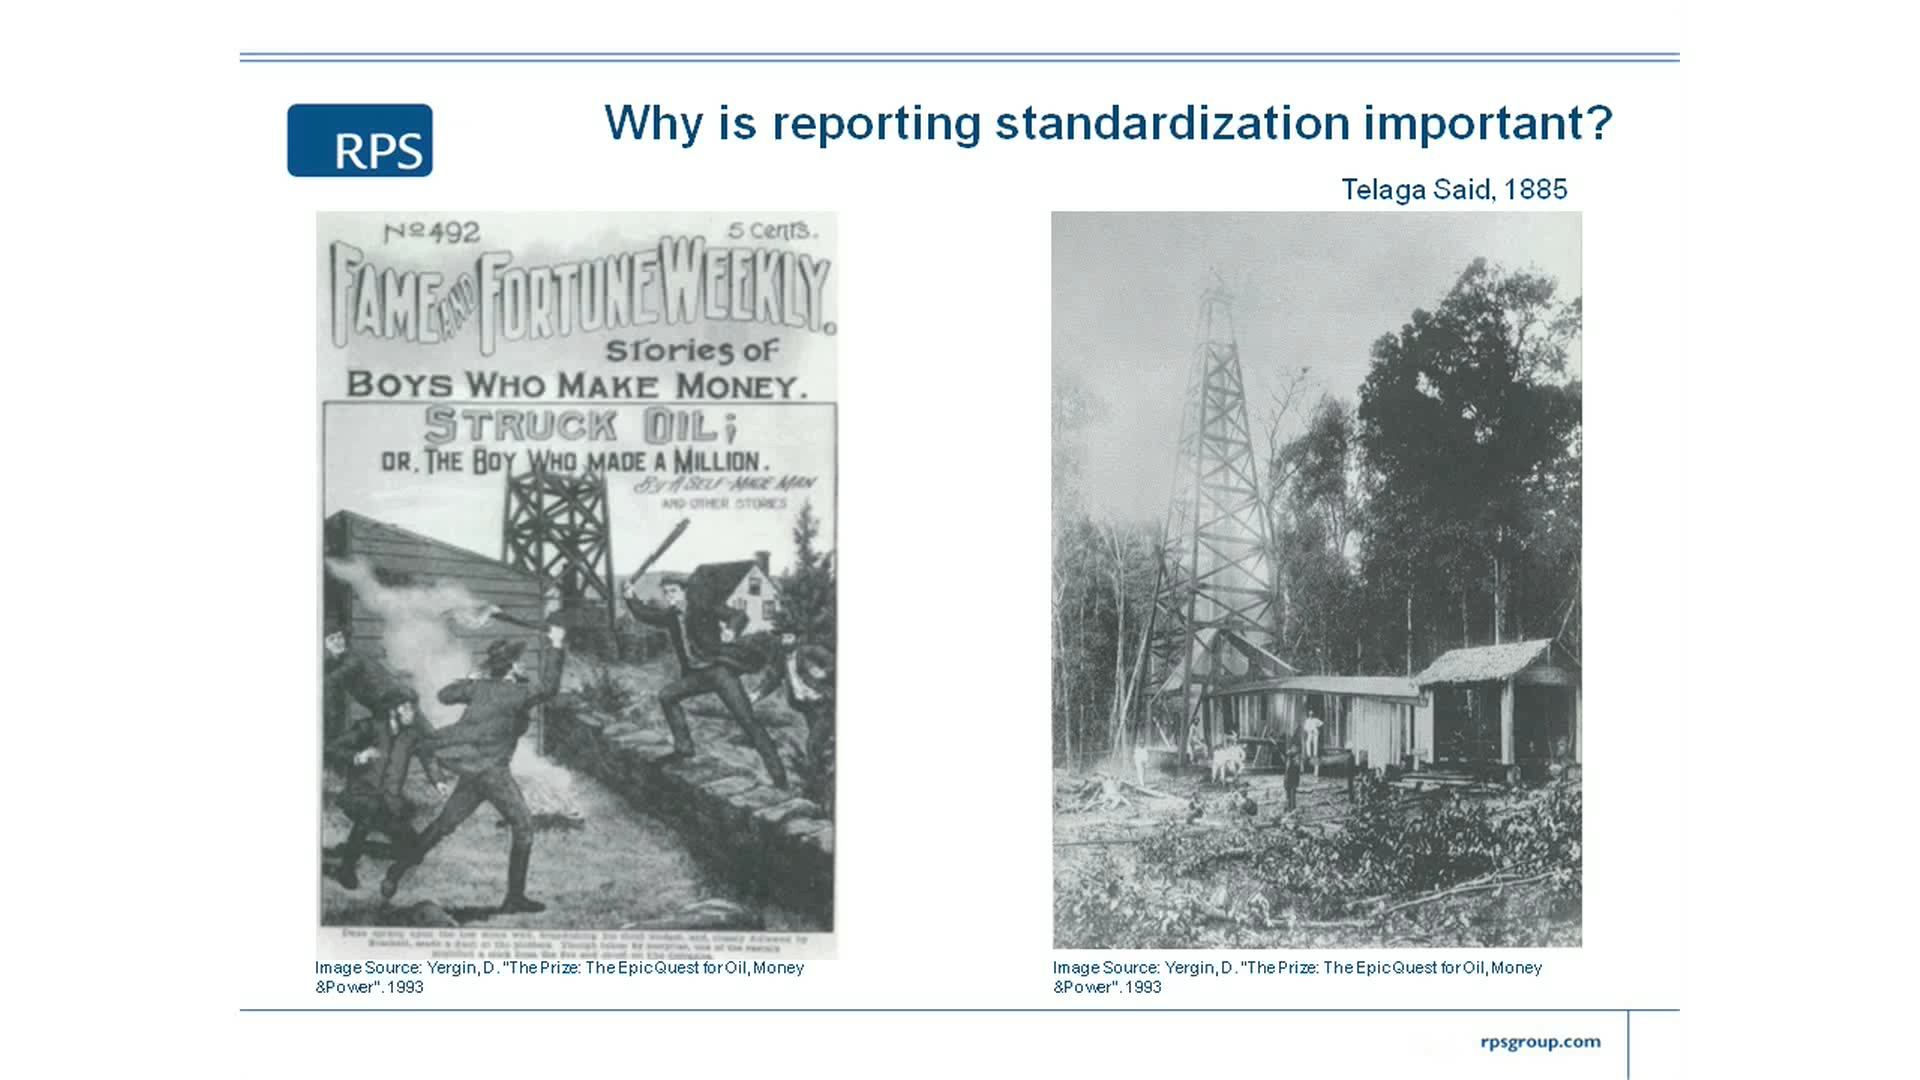 RPS
Why is reporting standardization important?
Telaga Said, 1885
No 492
5 Cents.
FAME AND FORTUNE WEEKLY.
Stories of
BOYS WHO MAKE MONEY.
STRUCK OIL;
OR, THE BOY WHO MADE A MILLION.
By A SELF-MADE MAN
AND OTHER STORIES
Image Source: Yergin, D. "The Prize: The Epic Quest for Oil, Money
&Power". 1993
Image Source: Yergin, D. "The Prize: The Epic Quest for Oil, Money
&Power". 1993
rpsgroup.com